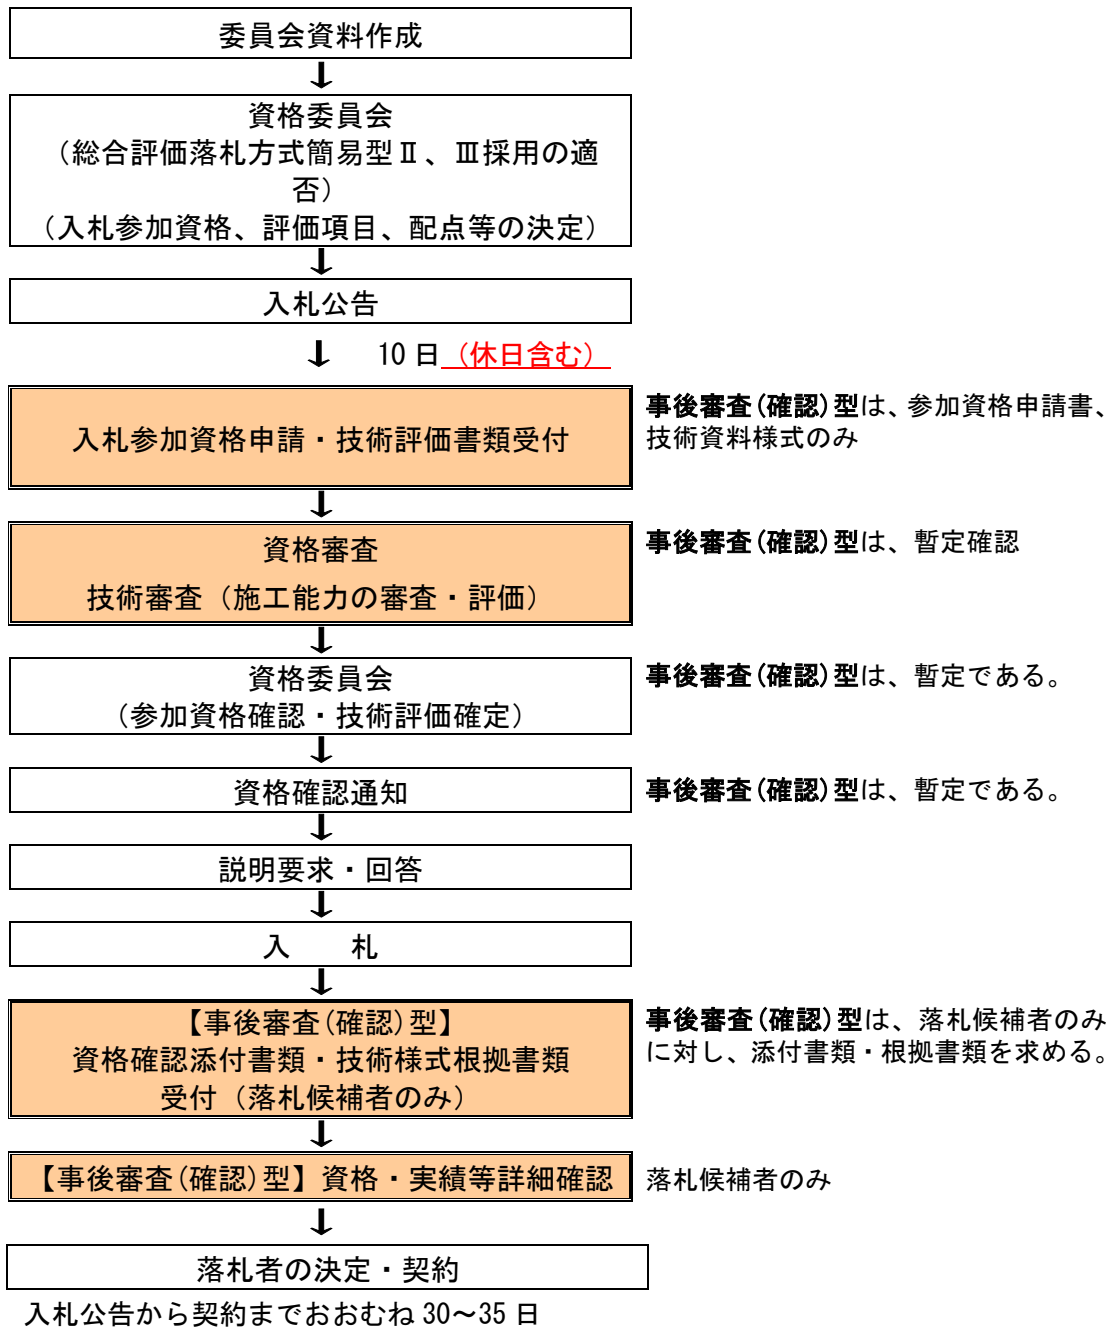 委員会資料作成
↓
資格委員会
（総合評価落札方式簡易型Ⅱ、Ⅲ採用の適
否）
（入札参加資格、評価項目、配点等の決定）
↓
入札公告
↓ 10日（休日含む）
入札参加資格申請・技術評価書類受付
事後審査(確認)型は、参加資格申請書、
技術資料様式のみ
↓
資格審査
技術審査（施工能力の審査・評価）
事後審査(確認)型は、暫定確認
↓
資格委員会
（参加資格確認・技術評価確定）
事後審査(確認)型は、暫定である。
↓
資格確認通知
事後審査(確認)型は、暫定である。
↓
説明要求・回答
↓
入　　札
↓
【事後審査(確認)型】
資格確認添付書類・技術様式根拠書類
受付（落札候補者のみ）
事後審査(確認)型は、落札候補者のみ
に対し、添付書類・根拠書類を求める。
↓
【事後審査(確認)型】資格・実績等詳細確認
落札候補者のみ
↓
落札者の決定・契約
入札公告から契約までおおむね30～35日